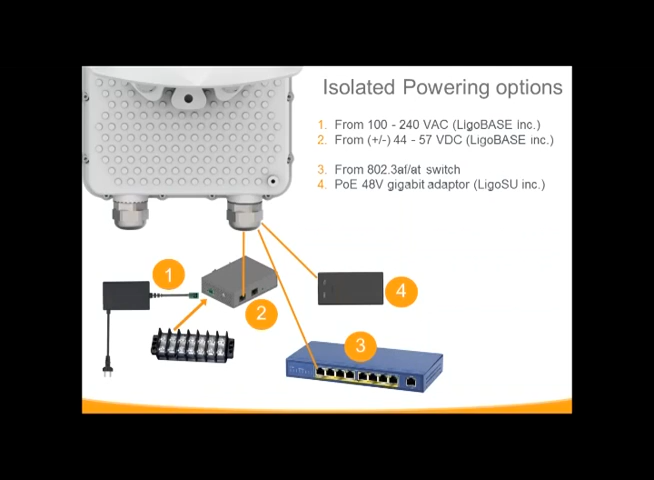 Isolated Powering options
1. From 100 - 240 VAC (LigoBASE inc.)
2. From (+/-) 44 - 57 VDC (LigoBASE inc.)
3. From 802.3af/at switch
4. PoE 48V gigabit adaptor (LigoSU inc.)
1
2
4
3